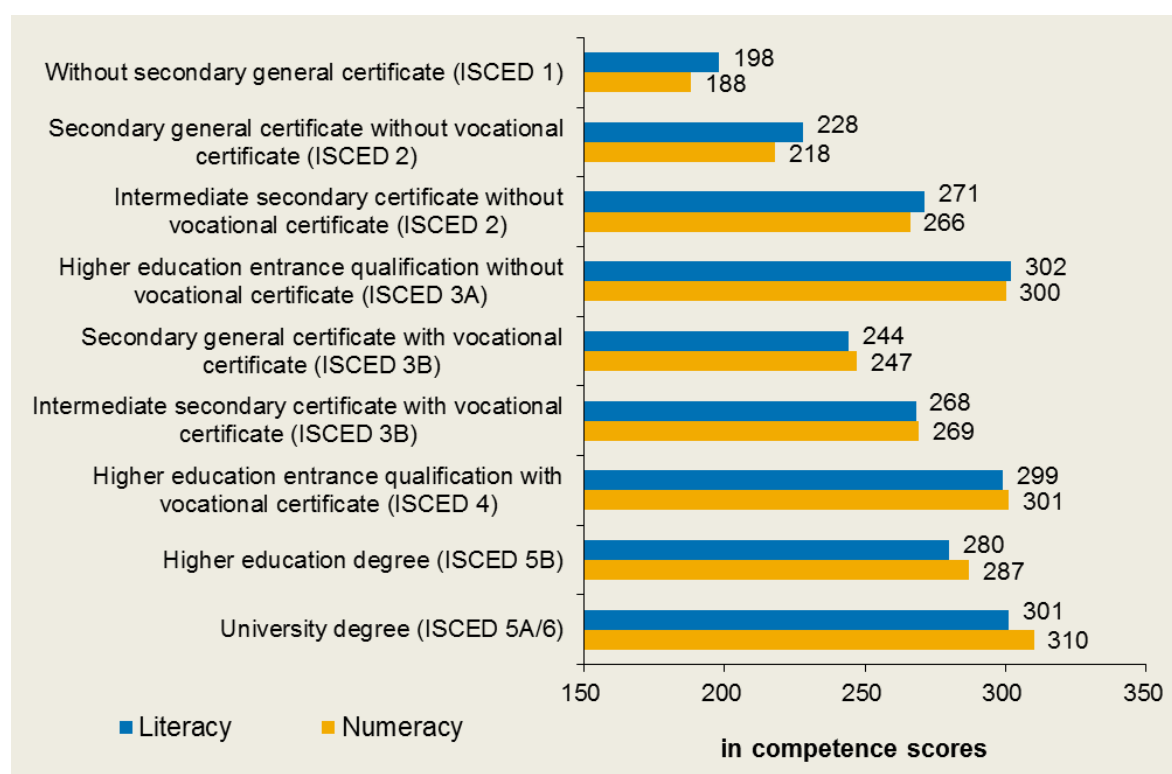 Without secondary general certificate (ISCED 1)
198
188
Secondary general certificate without vocational
certificate (ISCED 2)
228
218
Intermediate secondary certificate without
vocational certificate (ISCED 2)
271
266
Higher education entrance qualification without
vocational certificate (ISCED 3A)
302
300
Secondary general certificate with vocational
certificate (ISCED 3B)
244
247
Intermediate secondary certificate with vocational
certificate (ISCED 3B)
268
269
Higher education entrance qualification with
vocational certificate (ISCED 4)
299
301
Higher education degree (ISCED 5B)
280
287
University degree (ISCED 5A/6)
301
310
150 200 250 300 350
Literacy Numeracy
in competence scores